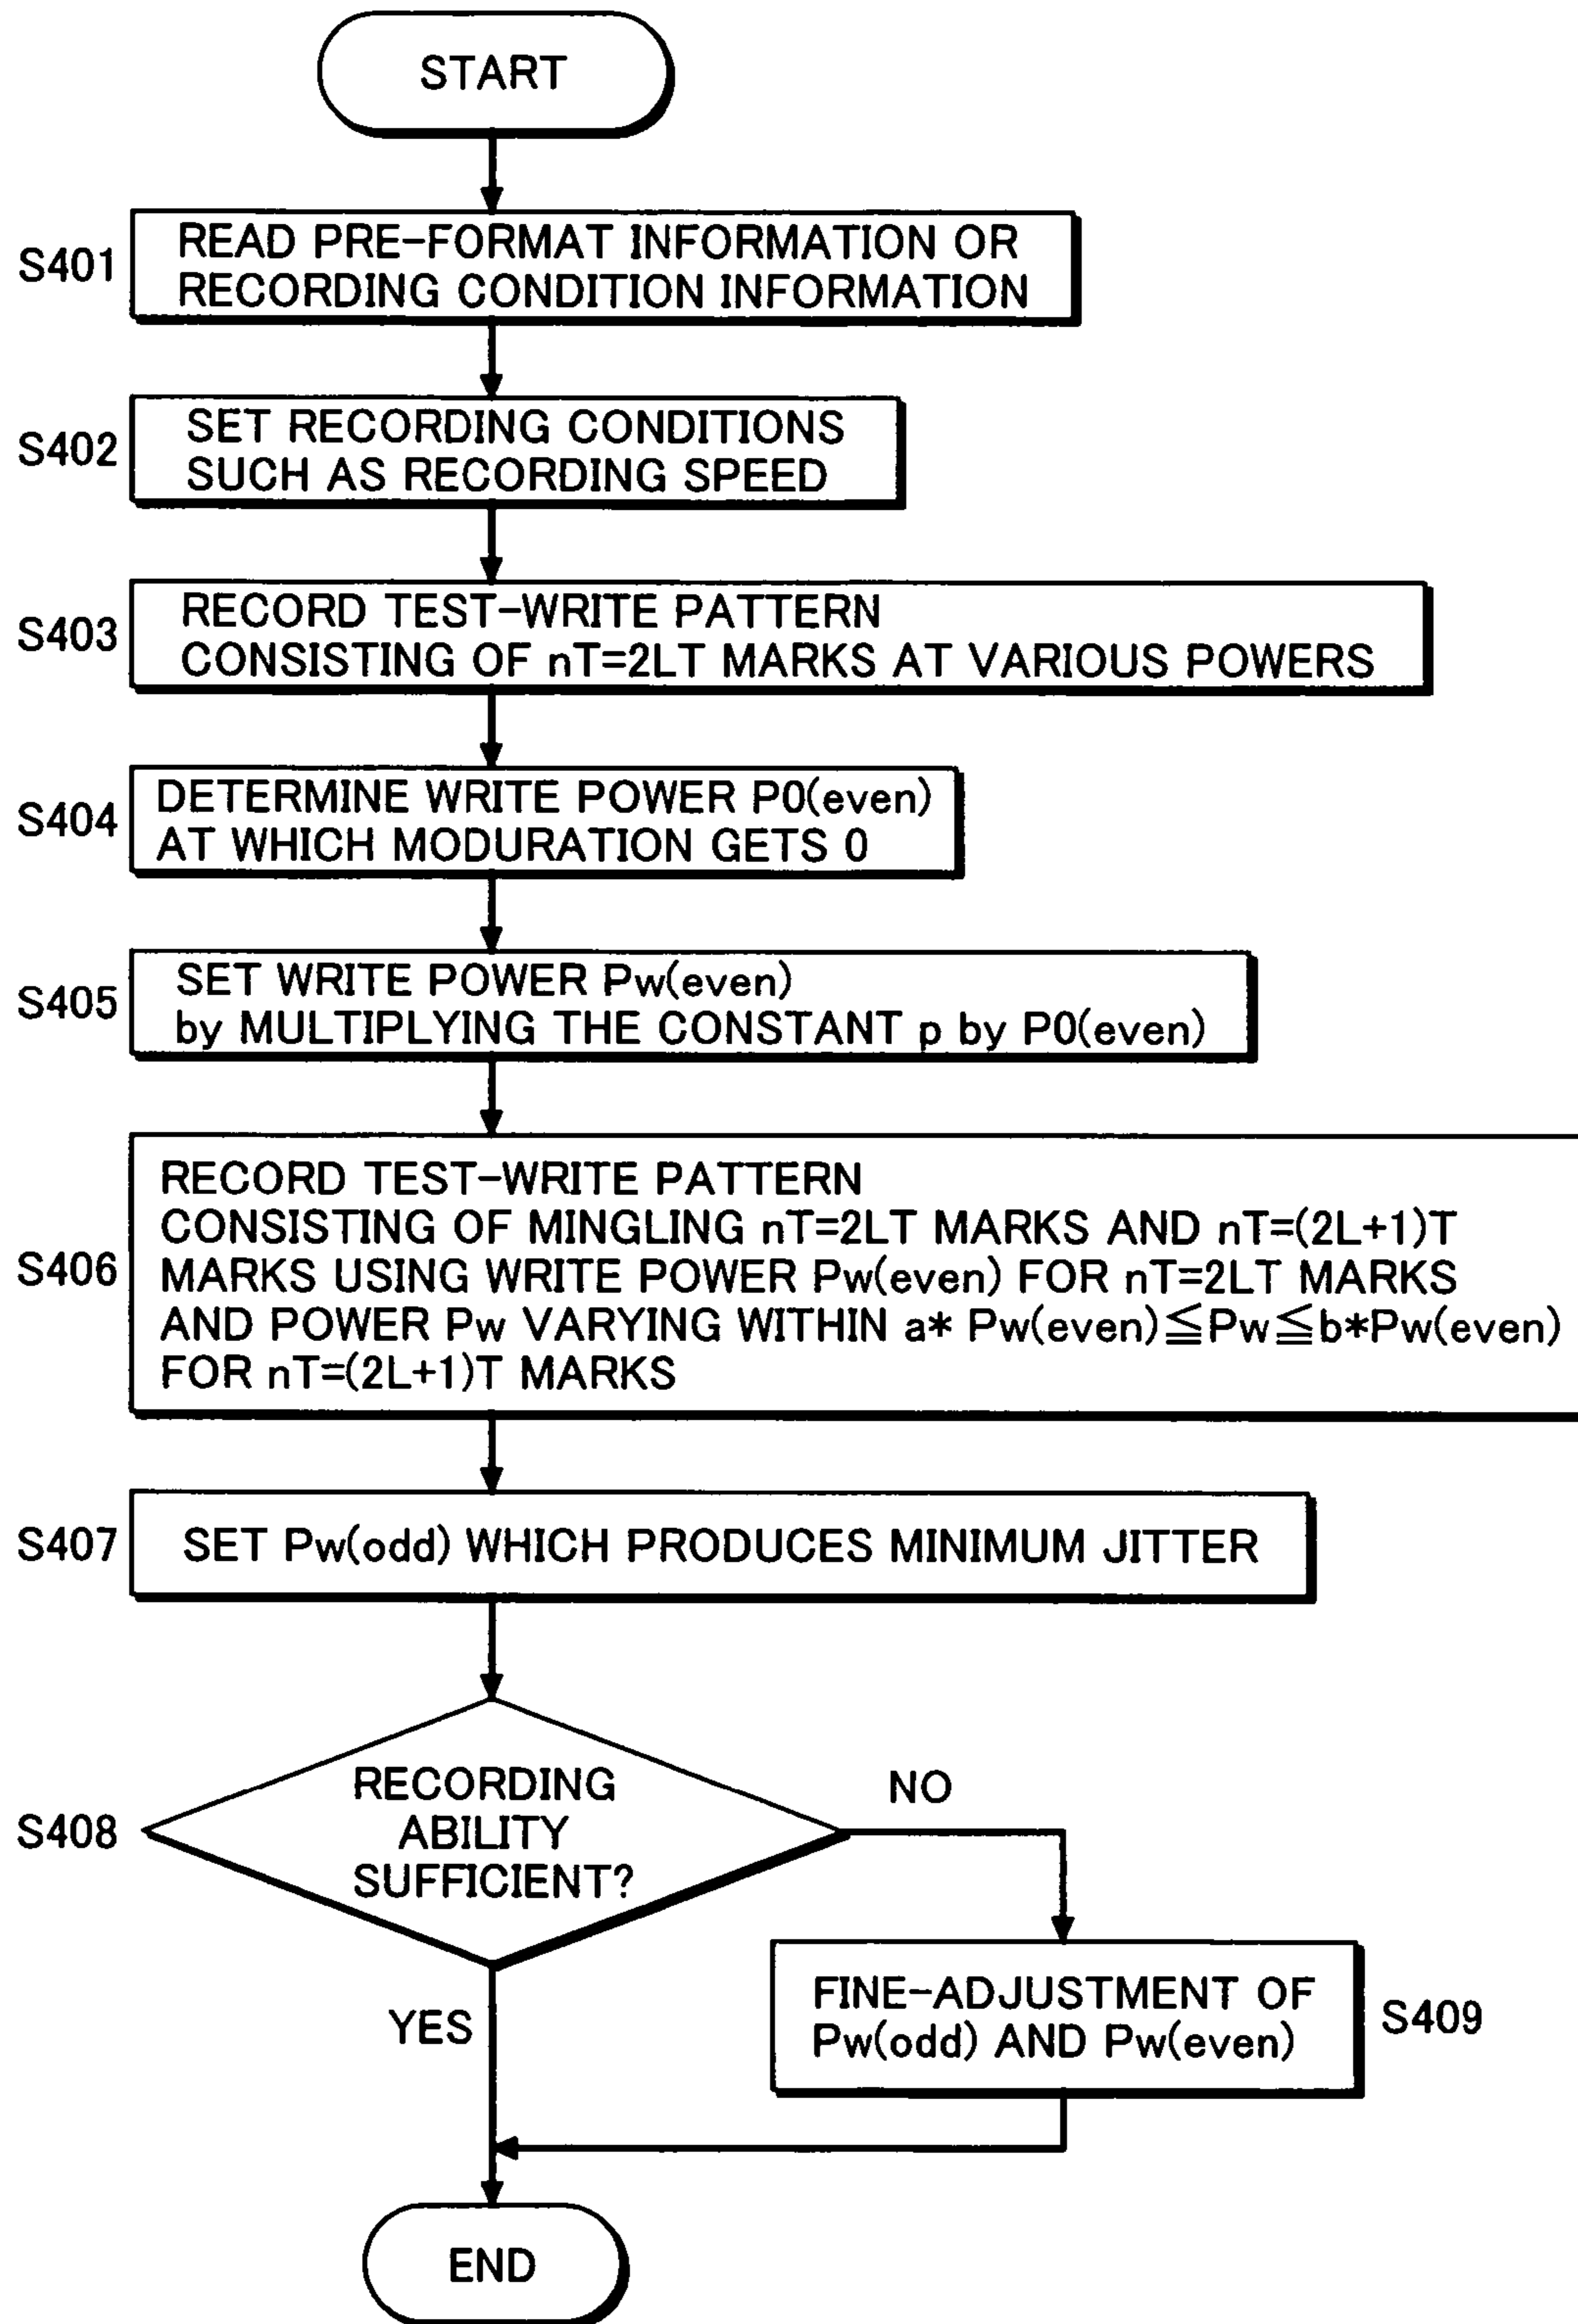 START
S401
READ PRE-FORMAT INFORMATION OR
RECORDING CONDITION INFORMATION
S402
SET RECORDING CONDITIONS
SUCH AS RECORDING SPEED
S403
RECORD TEST-WRITE PATTERN
CONSISTING OF nT=2LT MARKS AT VARIOUS POWERS
S404
DETERMINE WRITE POWER P0(even)
AT WHICH MODURATION GETS 0
S405
SET WRITE POWER Pw(even)
by MULTIPLYING THE CONSTANT p by P0(even)
S406
RECORD TEST-WRITE PATTERN
CONSISTING OF MINGLING nT=2LT MARKS AND nT=(2L+1)T
MARKS USING WRITE POWER Pw(even) FOR nT=2LT MARKS
AND POWER Pw VARYING WITHIN a* Pw(even)≦Pw≦b*Pw(even)
FOR nT=(2L+1)T MARKS
S407
SET Pw(odd) WHICH PRODUCES MINIMUM JITTER
S408
RECORDING
ABILITY
SUFFICIENT?
NO
YES
FINE-ADJUSTMENT OF
Pw(odd) AND Pw(even)
S409
END